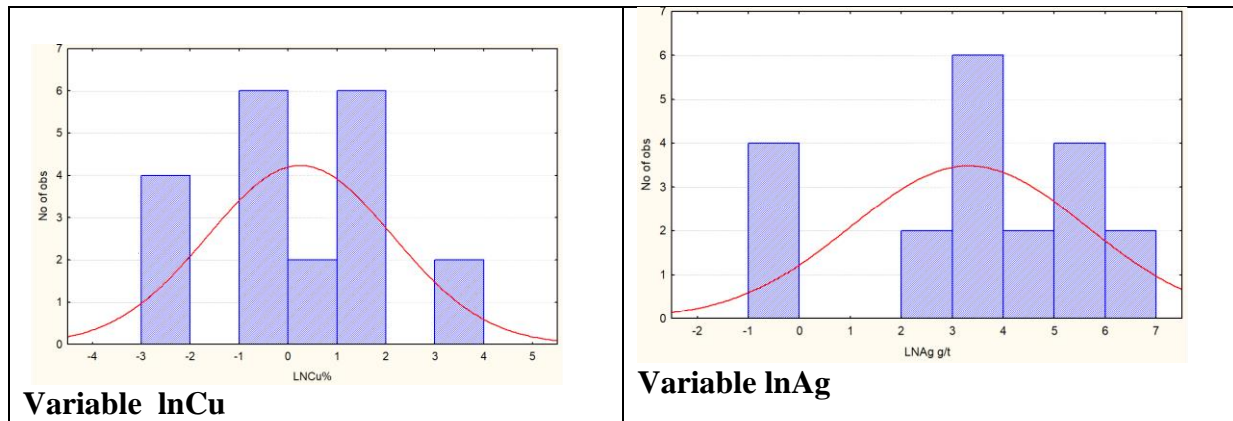 7
6
5
4
3
2
1
0
No of obs
-4 -3 -2 -1 0 1 2 3 4 5
LNCu%
Variable lnCu
7
6
5
4
3
2
1
0
No of obs
-2 -1 0 1 2 3 4 5 6 7
LNAg g/t
Variable lnAg